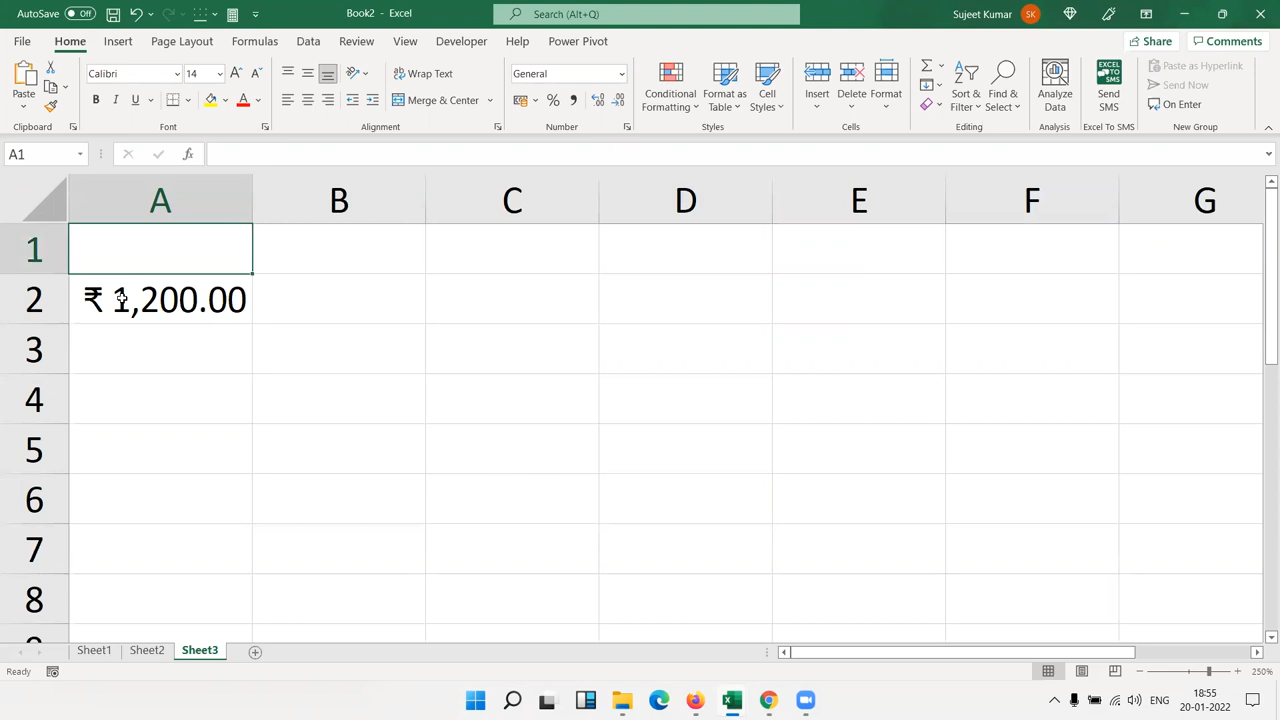 AutoSave Off Book2 - Excel Search (Alt+Q) Sujeet Kumar SK
File Home Insert Page Layout Formulas Data Review View Developer Help Power Pivot Share Comments
Paste
Calibri 14
B I U
Wrap Text
Merge & Center
General
Conditional Formatting
Format as Table
Cell Styles
Insert
Delete
Format
Sort & Filter
Find & Select
Analyze Data
Send SMS
Paste as Hyperlink
Send Now
On Enter
Clipboard Font Alignment Number Styles Cells Editing Analysis Excel To SMS New Group
A1 fx
A B C D E F G
1
2 ₹ 1,200.00
3
4
5
6
7
8
Sheet1 Sheet2 Sheet3
Ready 250%
ENG 18:55
20-01-2022